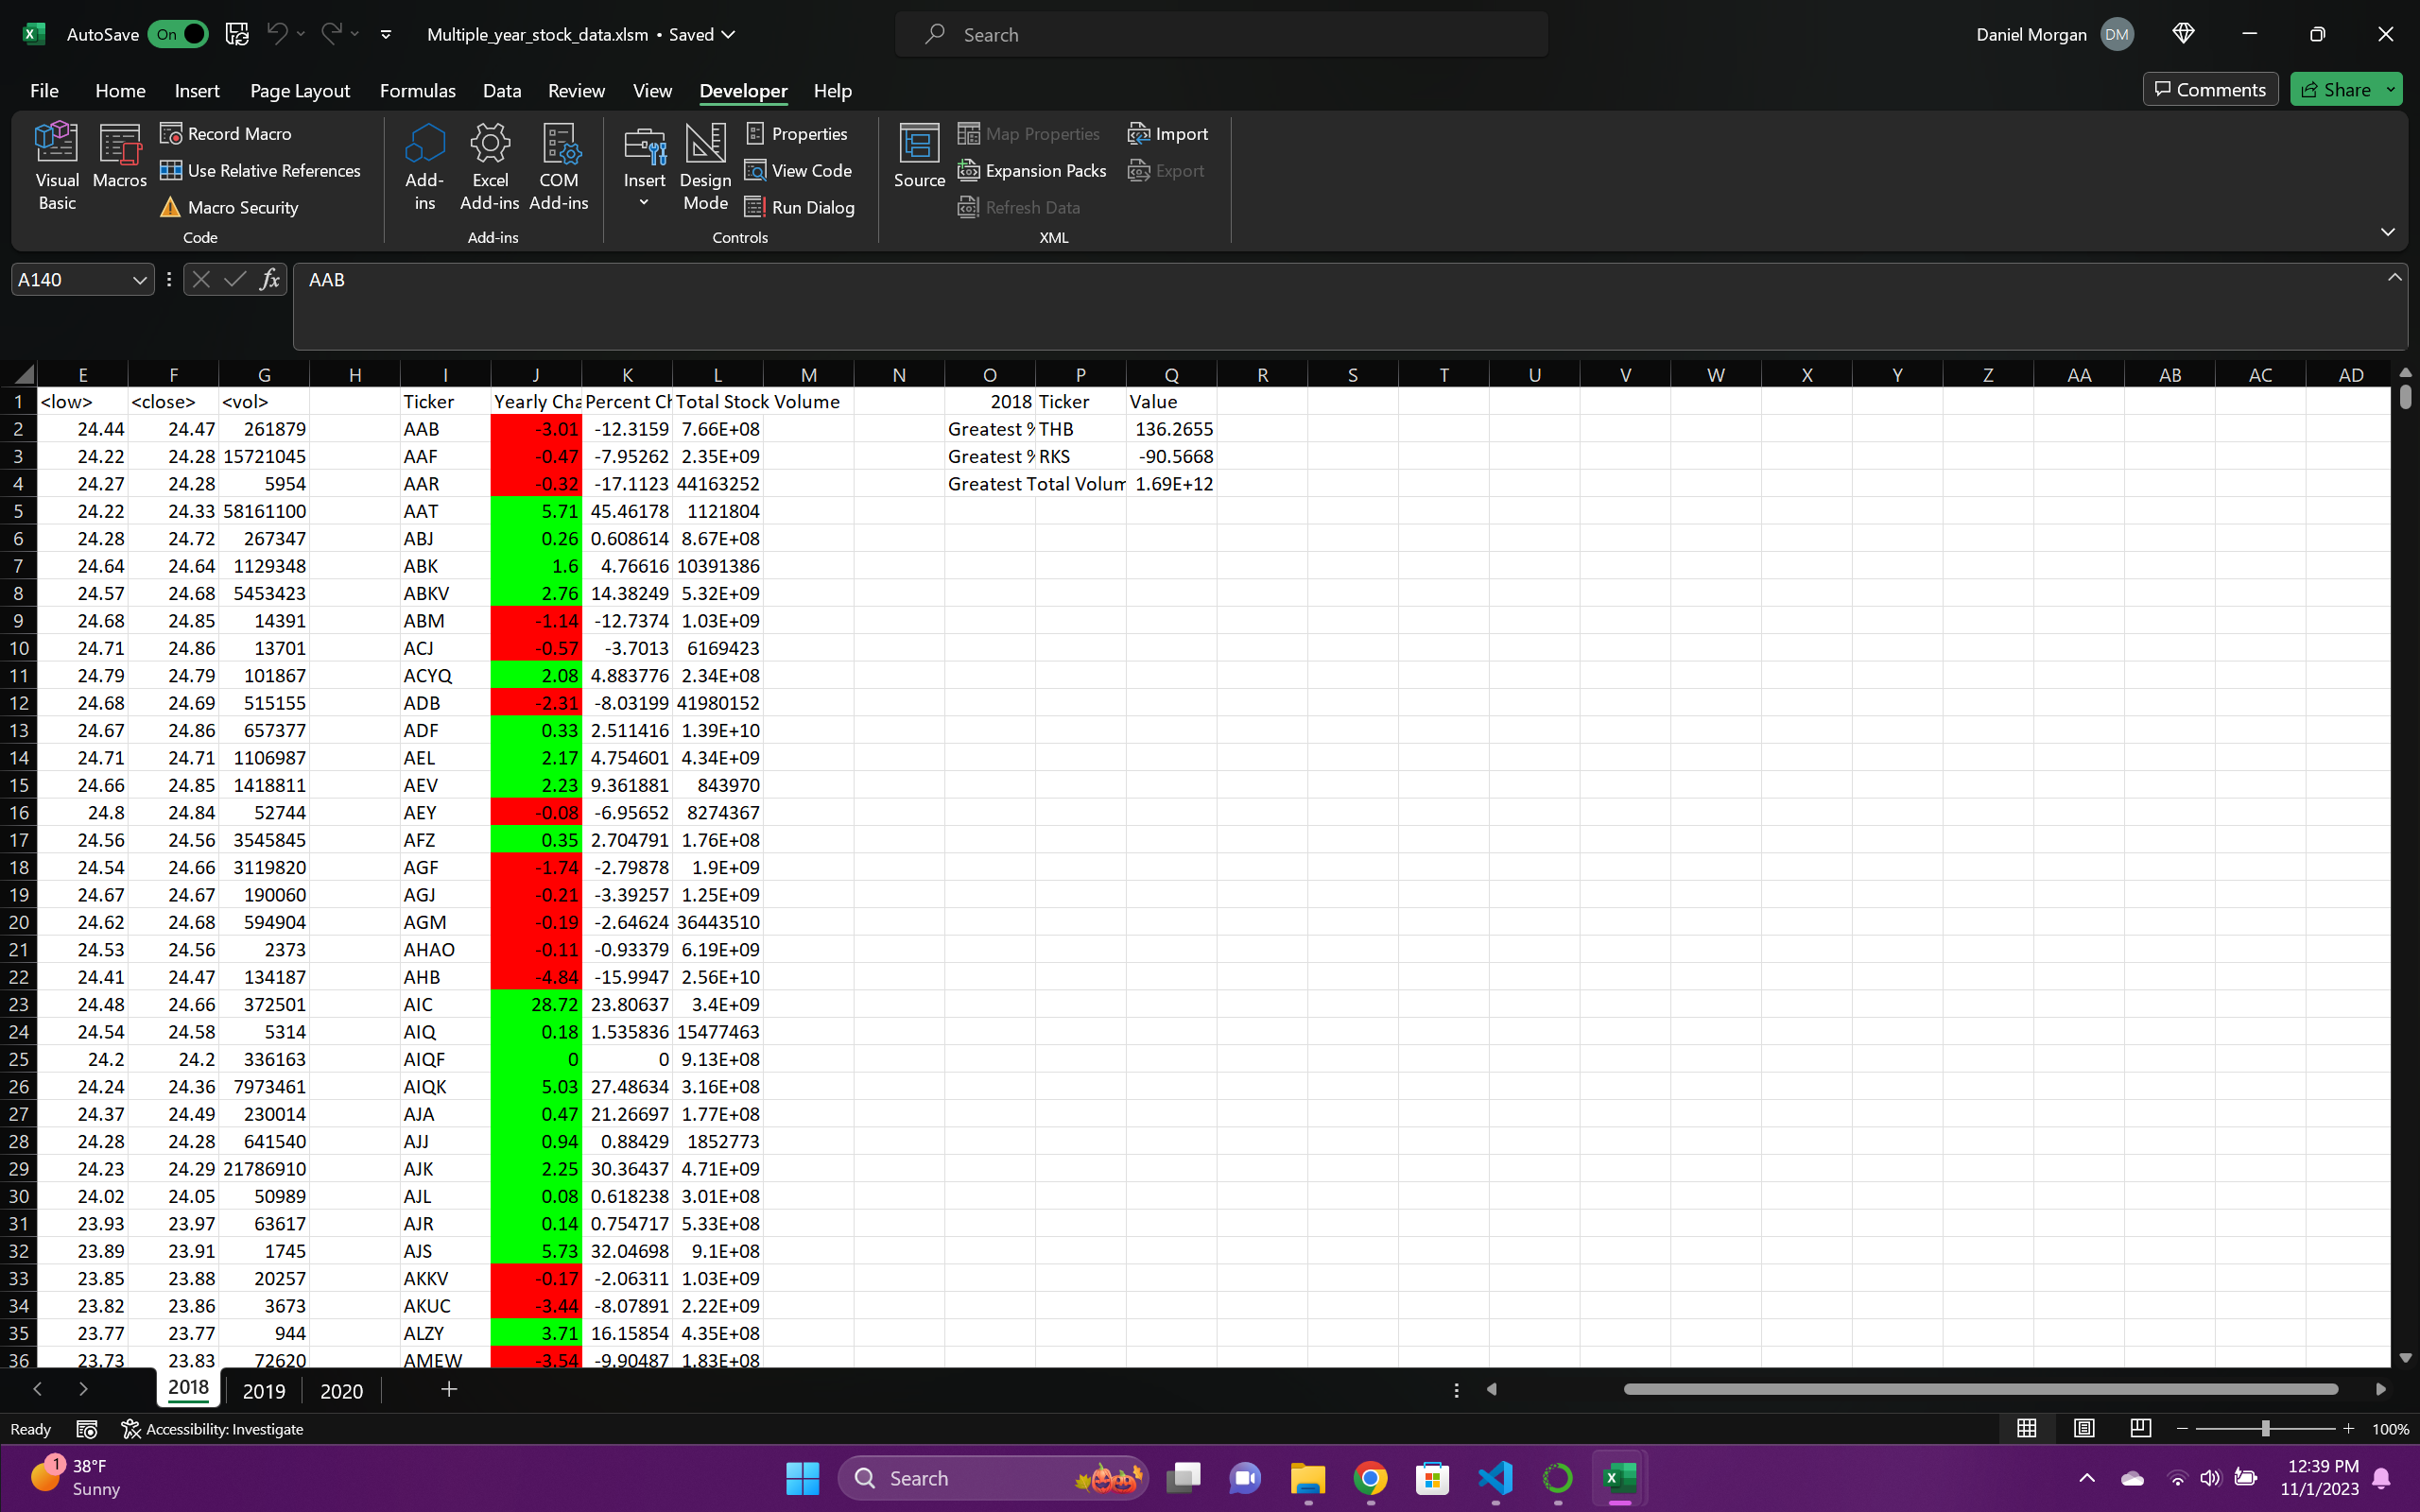 AutoSave On Multiple_year_stock_data.xlsm • Saved Search Daniel Morgan DM
File Home Insert Page Layout Formulas Data Review View Developer Help Comments Share
Visual Basic
Macros
Record Macro
Use Relative References
Macro Security
Code
Add-ins
Excel Add-ins
COM Add-ins
Add-ins
Insert
Design Mode
Properties
View Code
Run Dialog
Controls
Source
Map Properties
Expansion Packs
Refresh Data
Import
Export
XML
A140 fx AAB
E F G H I J K L M N O P Q R S T U V W X Y Z AA AB AC AD
1 <low> <close> <vol> Ticker Yearly Cha Percent Ch Total Stock Volume 2018 Ticker Value
2 24.44 24.47 261879 AAB -3.01 -12.3159 7.66E+08 Greatest % THB 136.2655
3 24.22 24.28 15721045 AAF -0.47 -7.95262 2.35E+09 Greatest % RKS -90.5668
4 24.27 24.28 5954 AAR -0.32 -17.1123 44163252 Greatest Total Volum 1.69E+12
5 24.22 24.33 58161100 AAT 5.71 45.46178 1121804
6 24.28 24.72 267347 ABJ 0.26 0.608614 8.67E+08
7 24.64 24.64 1129348 ABK 1.6 4.76616 10391386
8 24.57 24.68 5453423 ABKV 2.76 14.38249 5.32E+09
9 24.68 24.85 14391 ABM -1.14 -12.7374 1.03E+09
10 24.71 24.86 13701 ACJ -0.57 -3.7013 6169423
11 24.79 24.79 101867 ACYQ 2.08 4.883776 2.34E+08
12 24.68 24.69 515155 ADB -2.31 -8.03199 41980152
13 24.67 24.86 657377 ADF 0.33 2.511416 1.39E+10
14 24.71 24.71 1106987 AEL 2.17 4.754601 4.34E+09
15 24.66 24.85 1418811 AEV 2.23 9.361881 843970
16 24.8 24.84 52744 AEY -0.08 -6.95652 8274367
17 24.56 24.56 3545845 AFZ 0.35 2.704791 1.76E+08
18 24.54 24.66 3119820 AGF -1.74 -2.79878 1.9E+09
19 24.67 24.67 190060 AGJ -0.21 -3.39257 1.25E+09
20 24.62 24.68 594904 AGM -0.19 -2.64624 36443510
21 24.53 24.56 2373 AHAO -0.11 -0.93379 6.19E+09
22 24.41 24.47 134187 AHB -4.84 -15.9947 2.56E+10
23 24.48 24.66 372501 AIC 28.72 23.80637 3.4E+09
24 24.54 24.58 5314 AIQ 0.18 1.535836 15477463
25 24.2 24.2 336163 AIQF 0 0 9.13E+08
26 24.24 24.36 7973461 AIQK 5.03 27.48634 3.16E+08
27 24.37 24.49 230014 AJA 0.47 21.26697 1.77E+08
28 24.28 24.28 641540 AJJ 0.94 0.88429 1852773
29 24.23 24.29 21786910 AJK 2.25 30.36437 4.71E+09
30 24.02 24.05 50989 AJL 0.08 0.618238 3.01E+08
31 23.93 23.97 63617 AJR 0.14 0.754717 5.33E+08
32 23.89 23.91 1745 AJS 5.73 32.04698 9.1E+08
33 23.85 23.88 20257 AKKV -0.17 -2.06311 1.03E+09
34 23.82 23.86 3673 AKUC -3.44 -8.07891 2.22E+09
35 23.77 23.77 944 ALZY 3.71 16.15854 4.35E+08
36 23.73 23.83 72620 AMEW -3.54 -9.90487 1.83E+08
2018 2019 2020
Ready Accessibility: Investigate 100%
1 38°F
Sunny
Search
12:39 PM
11/1/2023